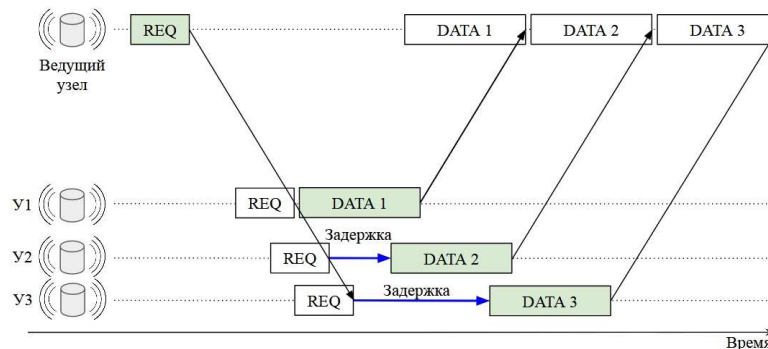 REQ
DATA 1
DATA 2
DATA 3
Ведущий
узел
У1
REQ
DATA 1
Задержка
У2
REQ
DATA 2
Задержка
У3
REQ
DATA 3
Время